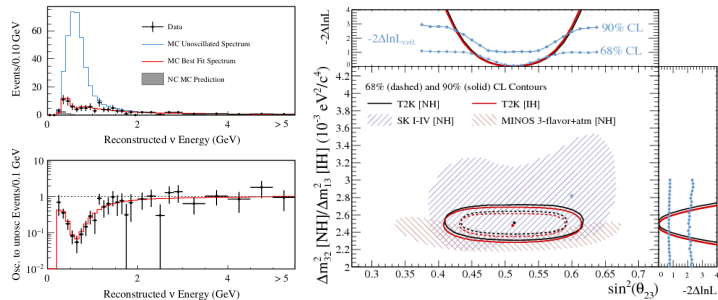 Events/0.10 GeV
60
40
20
0
Data
MC Unoscillated Spectrum
MC Best Fit Spectrum
NC MC Prediction
0 2 4 > 5
Reconstructed ν Energy (GeV)
Osc. to unosc. Events/0.1 GeV
10
1
10⁻¹
10⁻²
0 2 4 > 5
Reconstructed ν Energy (GeV)
-2ΔlnL
4
3
2
1
0
-2ΔlnLcrit.
90% CL
68% CL
Δm²₃₂ [NH]/Δm²₁₃ [IH] (10⁻³ eV²/c⁴)
4.2
4
3.8
3.6
3.4
3.2
3
2.8
2.6
2.4
2.2
2
68% (dashed) and 90% (solid) CL Contours
T2K [NH] T2K [IH]
SK I-IV [NH] MINOS 3-flavor+atm [NH]
0.3 0.35 0.4 0.45 0.5 0.55 0.6 0.65 0.7
sin²(θ₂₃)
0 1 2 3 4
-2ΔlnL